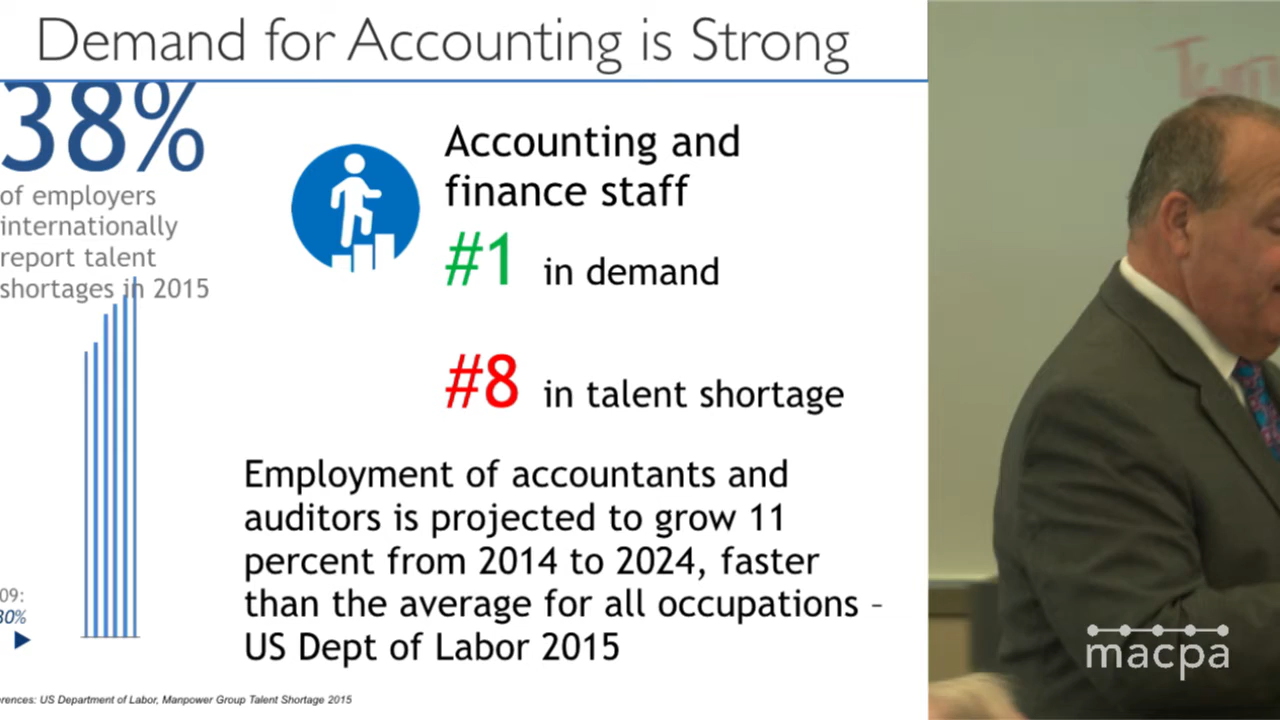 Demand for Accounting is Strong
38%
of employers
internationally
report talent
shortages in 2015
Accounting and
finance staff
#1 in demand
#8 in talent shortage
Employment of accountants and
auditors is projected to grow 11
percent from 2014 to 2024, faster
than the average for all occupations –
US Dept of Labor 2015
09:
30%
rences: US Department of Labor, Manpower Group Talent Shortage 2015
macpa